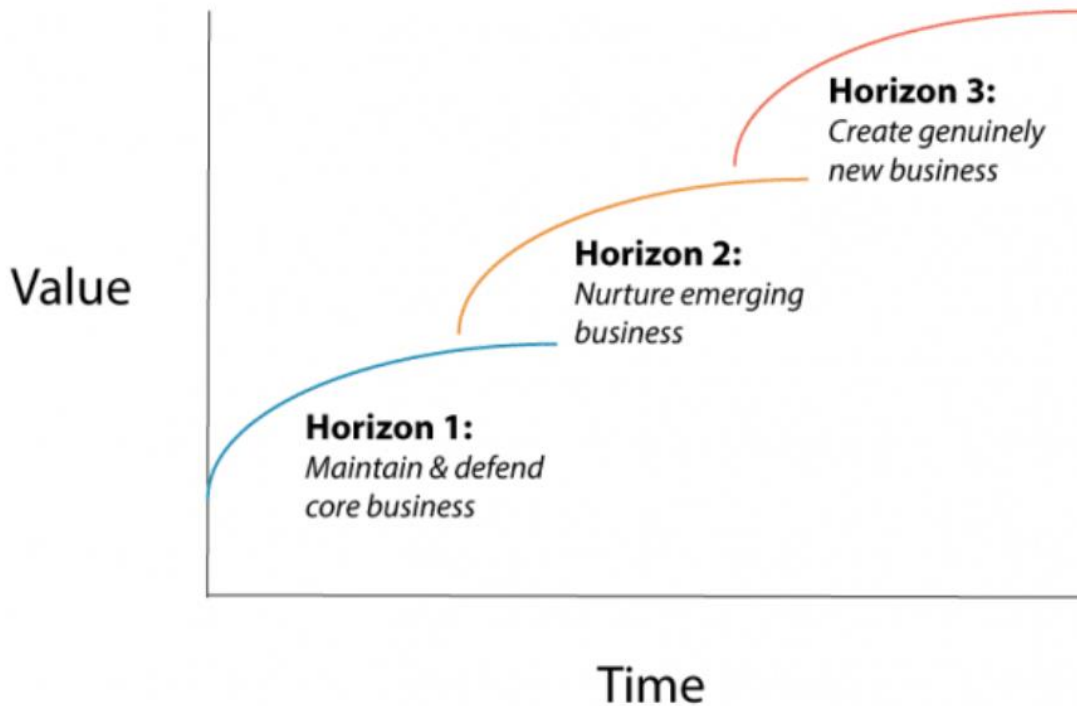 Horizon 3:
Create genuinely
new business
Horizon 2:
Nurture emerging
business
Value
Horizon 1:
Maintain & defend
core business
Time